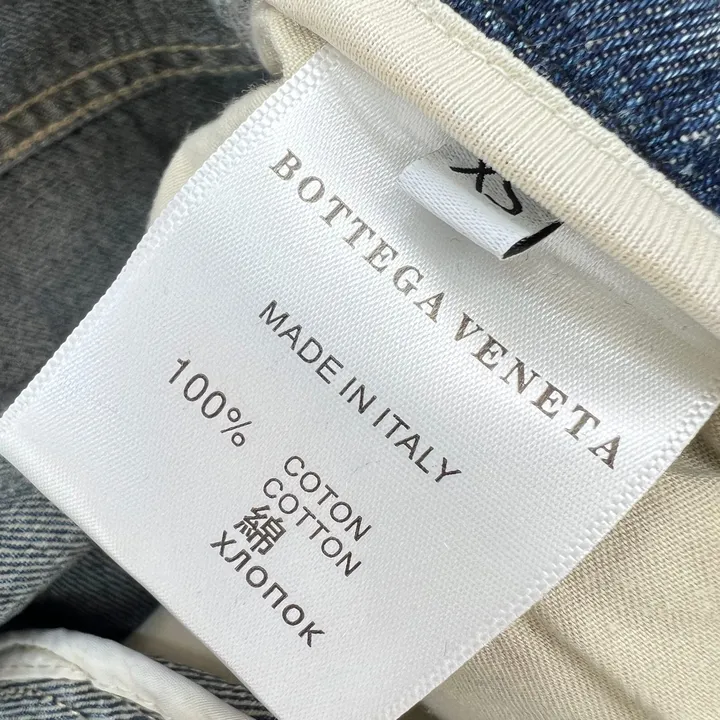 XS
BOTTEGA VENETA
MADE IN ITALY
100%
COTON
COTTON
綿
ХЛОПОК